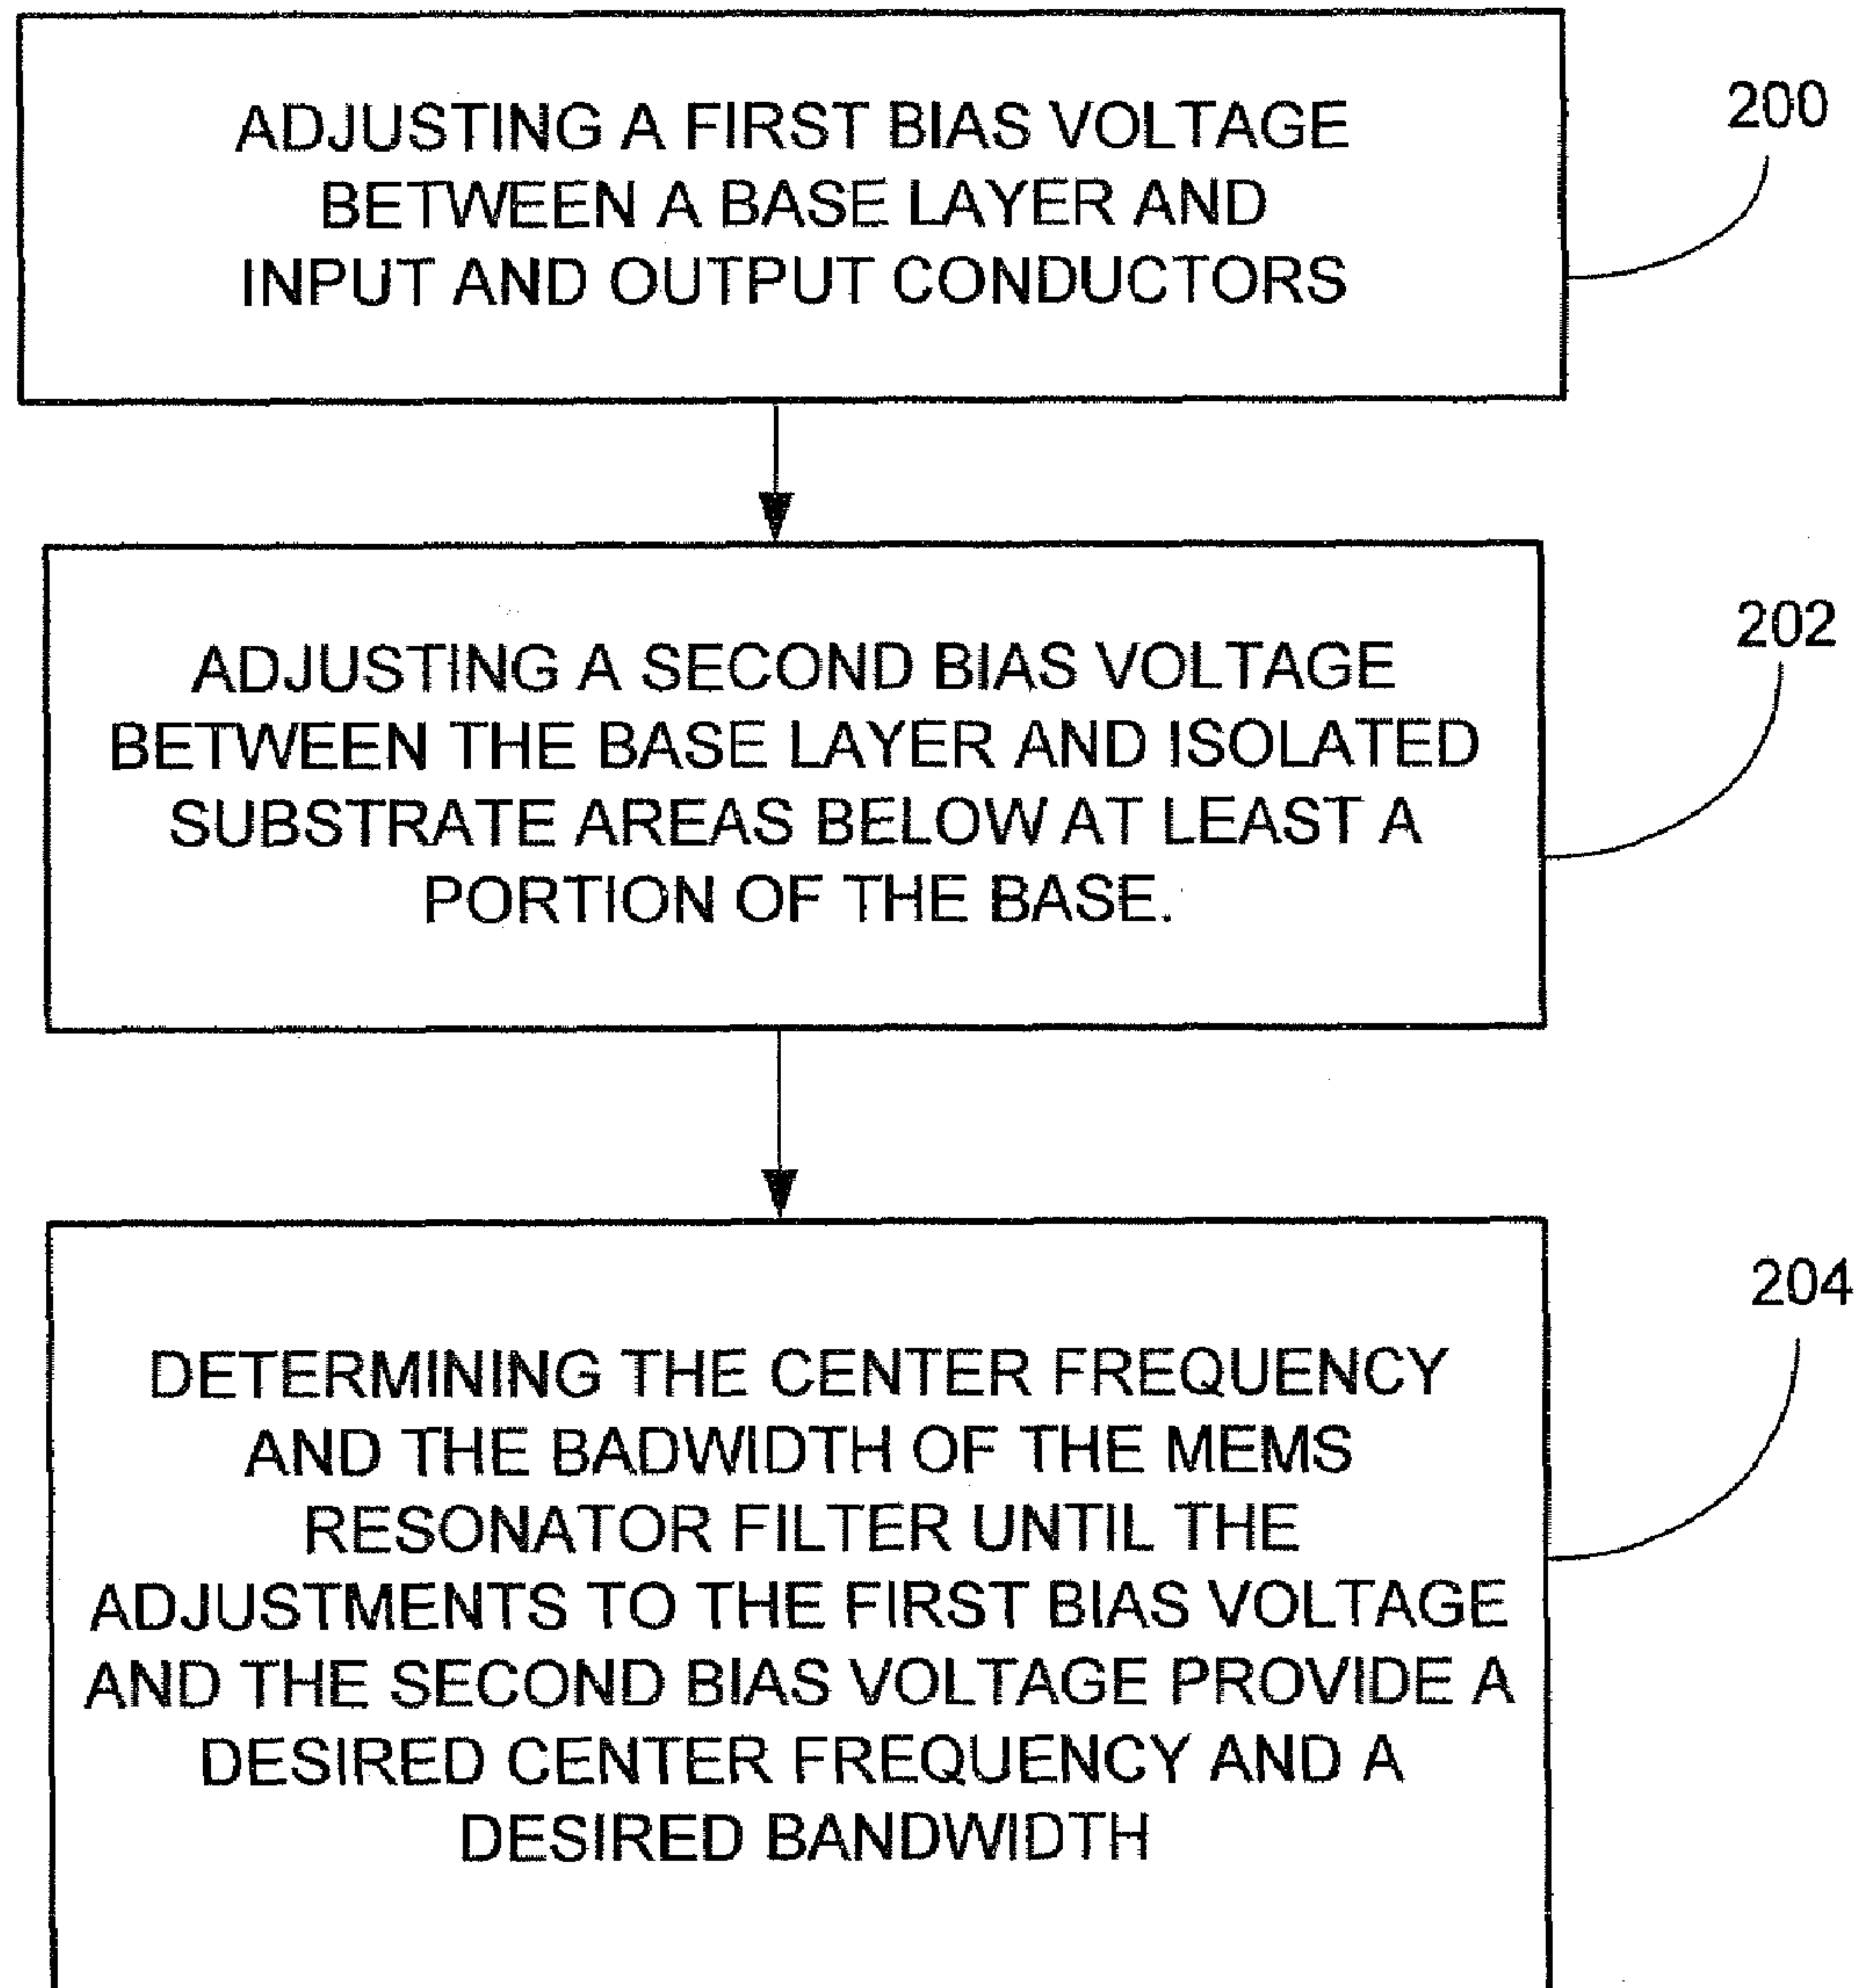 ADJUSTING A FIRST BIAS VOLTAGE
BETWEEN A BASE LAYER AND
INPUT AND OUTPUT CONDUCTORS
200
ADJUSTING A SECOND BIAS VOLTAGE
BETWEEN THE BASE LAYER AND ISOLATED
SUBSTRATE AREAS BELOW AT LEAST A
PORTION OF THE BASE.
202
DETERMINING THE CENTER FREQUENCY
AND THE BADWIDTH OF THE MEMS
RESONATOR FILTER UNTIL THE
ADJUSTMENTS TO THE FIRST BIAS VOLTAGE
AND THE SECOND BIAS VOLTAGE PROVIDE A
DESIRED CENTER FREQUENCY AND A
DESIRED BANDWIDTH
204